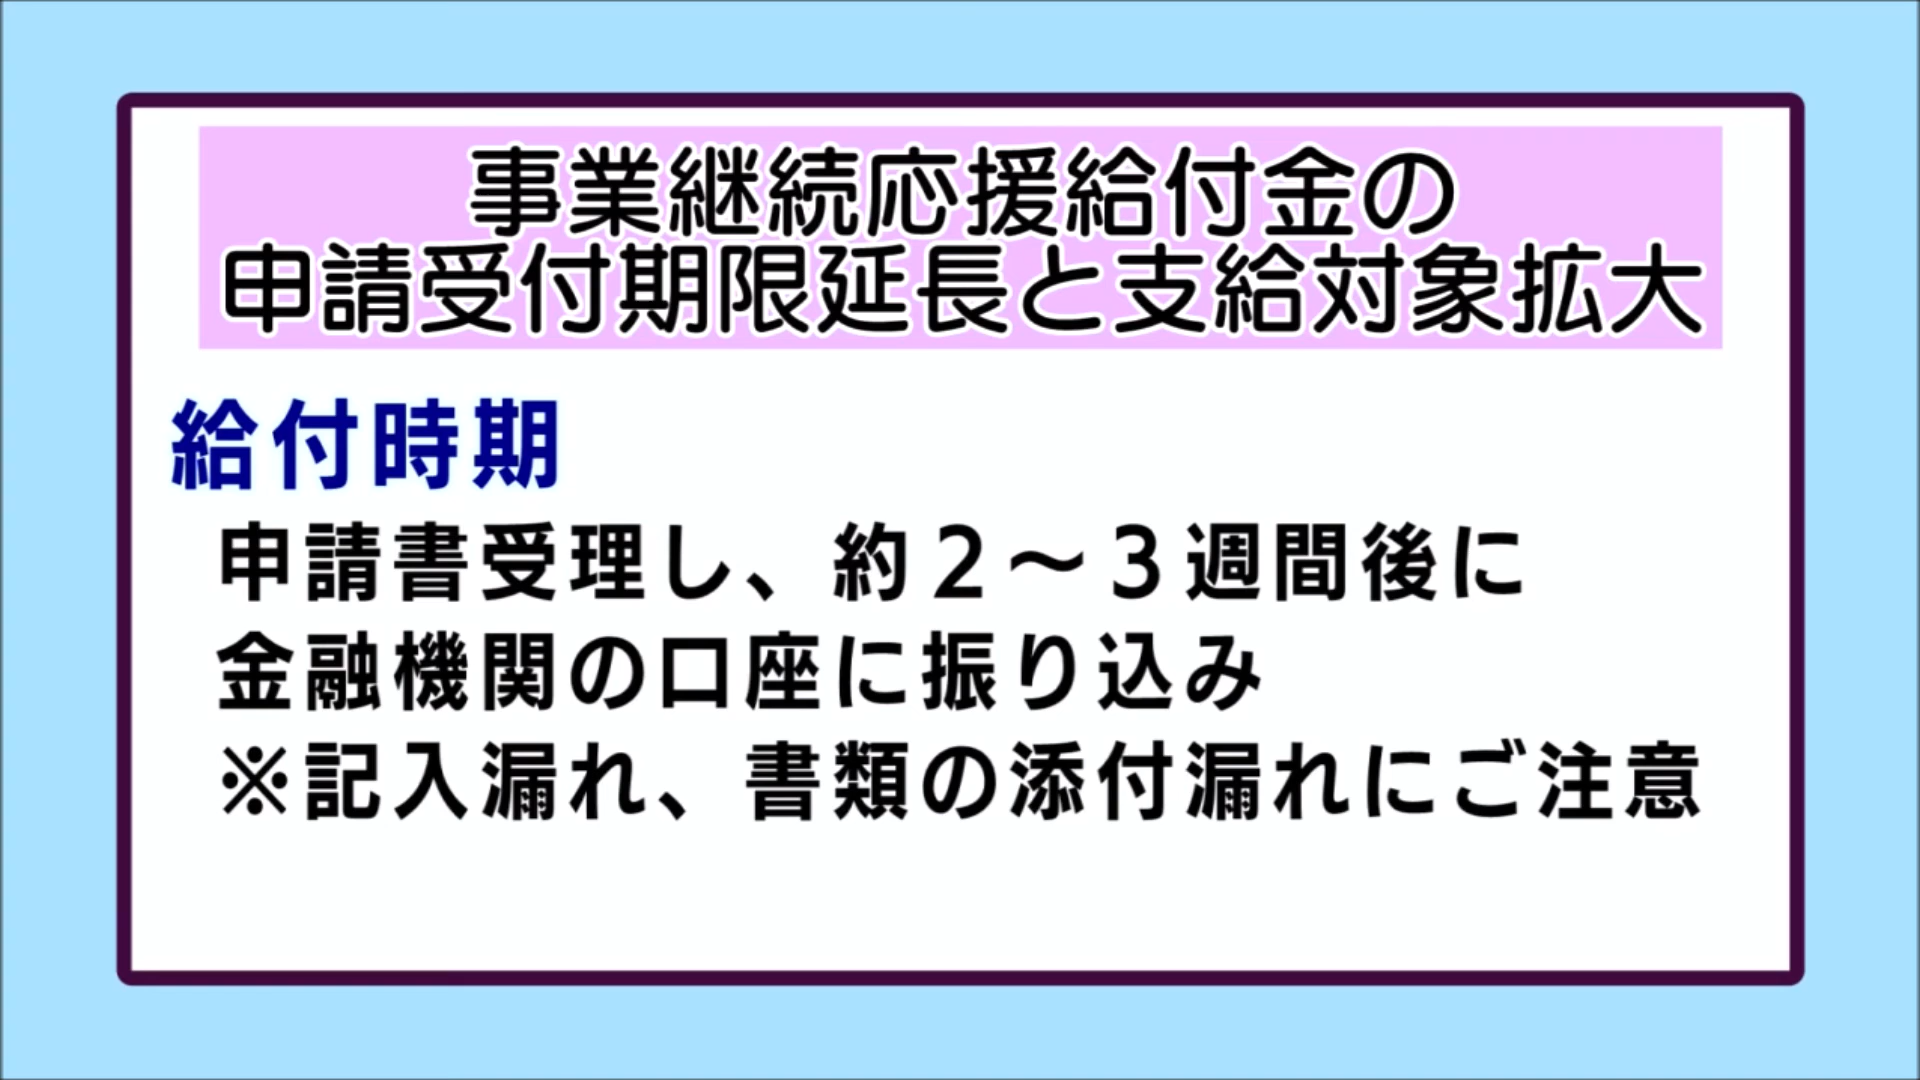 事業継続応援給付金の
申請受付期限延長と支給対象拡大
給付時期
申請書受理し、約２〜３週間後に
金融機関の口座に振り込み
※記入漏れ、書類の添付漏れにご注意